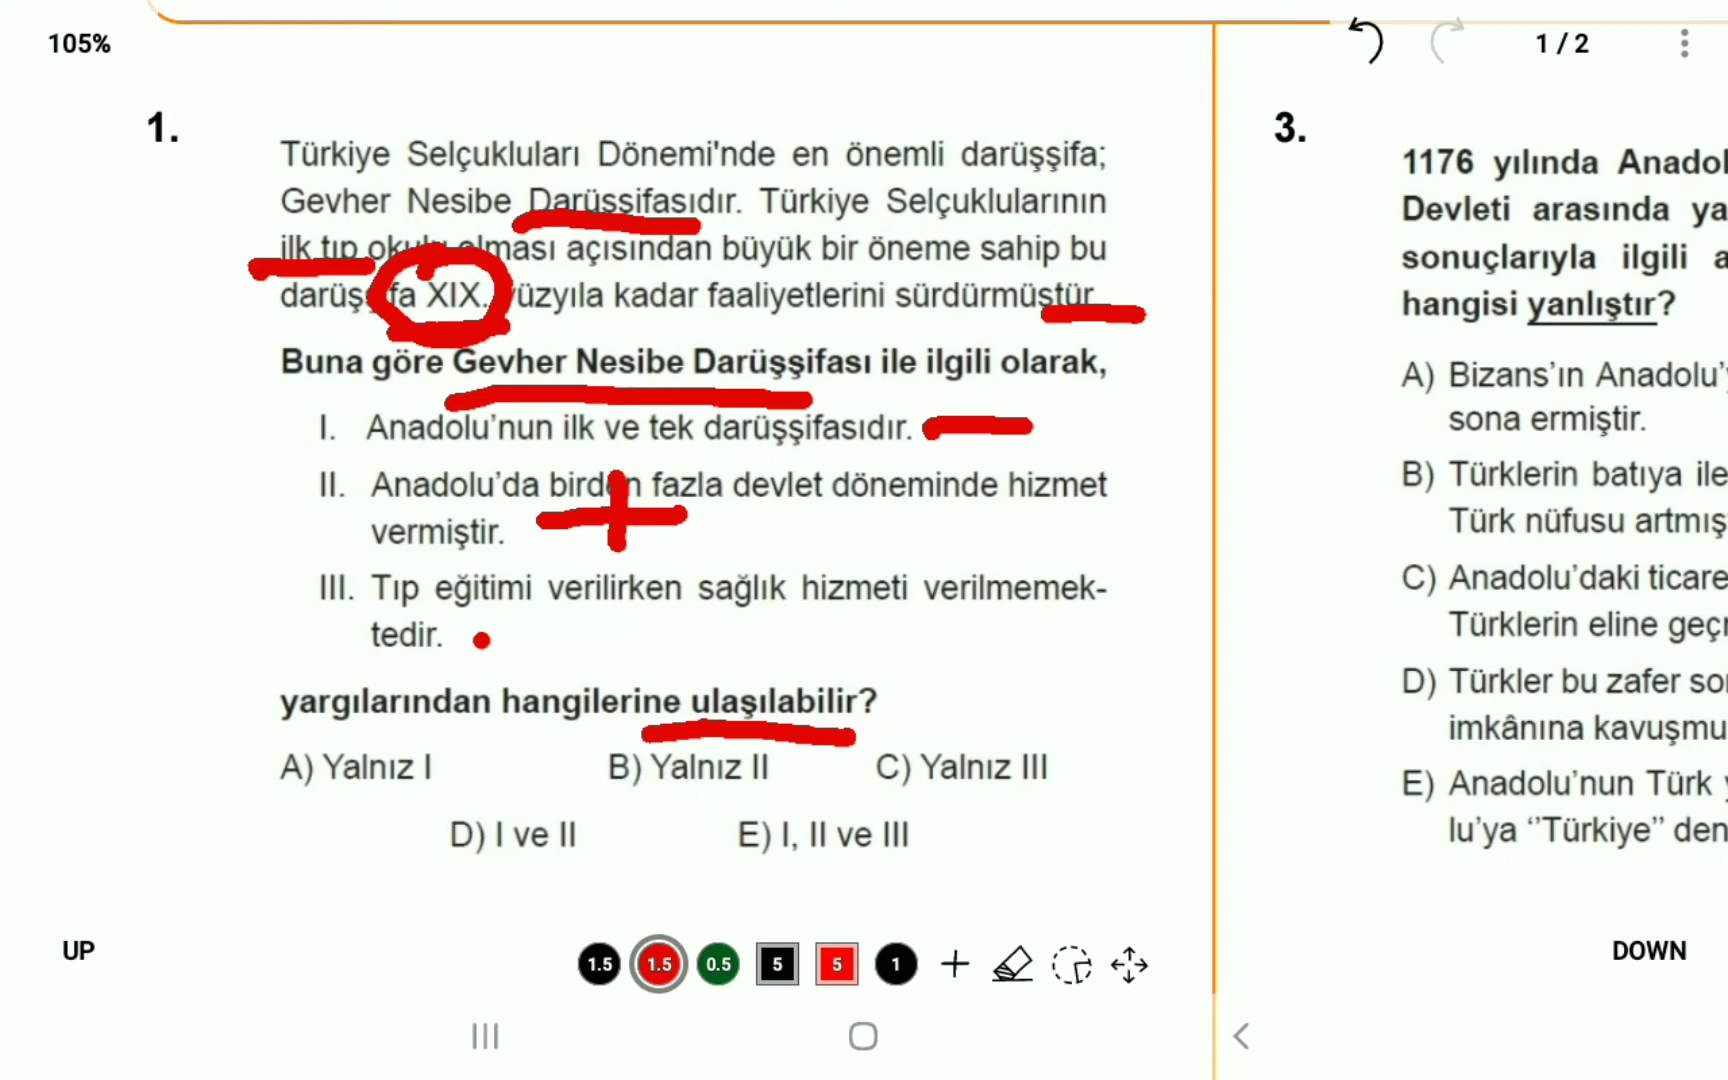 105%
1 / 2
1.
Türkiye Selçukluları Dönemi'nde en önemli darüşşifa;
Gevher Nesibe Darüşşifasıdır. Türkiye Selçuklularının
ilk tıp okulu olması açısından büyük bir öneme sahip bu
darüşşifa XIX. yüzyıla kadar faaliyetlerini sürdürmüştür.
Buna göre Gevher Nesibe Darüşşifası ile ilgili olarak,
I. Anadolu’nun ilk ve tek darüşşifasıdır.
II. Anadolu’da birden fazla devlet döneminde hizmet
vermiştir.
III. Tıp eğitimi verilirken sağlık hizmeti verilmemek-
tedir.
yargılarından hangilerine ulaşılabilir?
A) Yalnız I B) Yalnız II C) Yalnız III
D) I ve II E) I, II ve III
3.
1176 yılında Anadol
Devleti arasında ya
sonuçlarıyla ilgili a
hangisi yanlıştır?
A) Bizans’ın Anadolu’y
sona ermiştir.
B) Türklerin batıya ile
Türk nüfusu artmış
C) Anadolu’daki ticare
Türklerin eline geçr
D) Türkler bu zafer so
imkânına kavuşmu
E) Anadolu’nun Türk y
lu’ya ‘’Türkiye’’ den
UP
1.5 1.5 0.5 5 5 1
DOWN